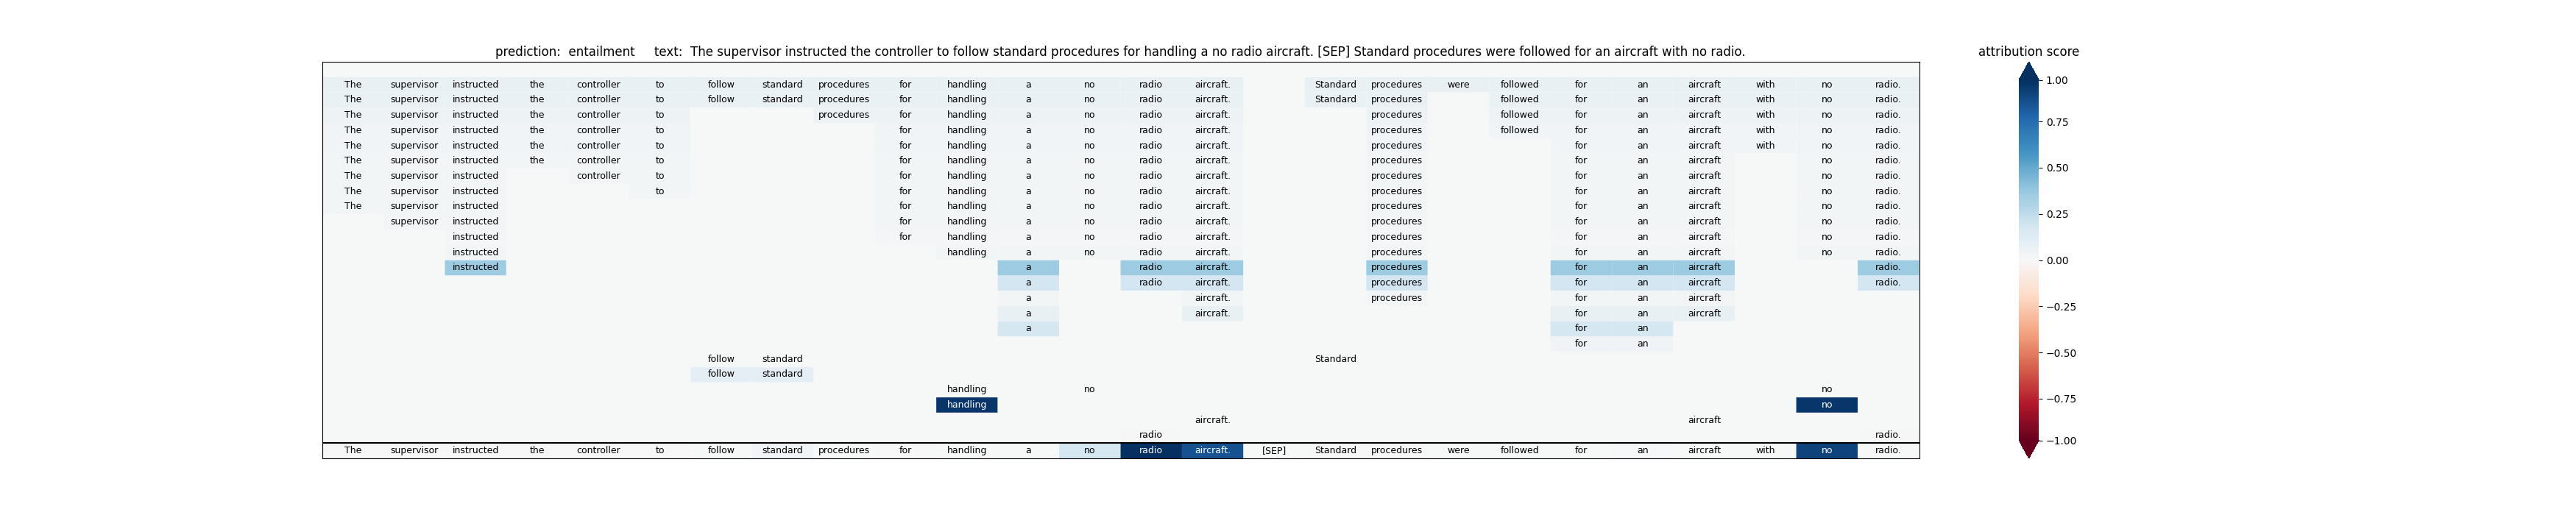 prediction: entailment text: The supervisor instructed the controller to follow standard procedures for handling a no radio aircraft. [SEP] Standard procedures were followed for an aircraft with no radio.
attribution score
The supervisor instructed the controller to follow standard procedures for handling a no radio aircraft. Standard procedures were followed for an aircraft with no radio.
The supervisor instructed the controller to follow standard procedures for handling a no radio aircraft. Standard procedures followed for an aircraft with no radio.
The supervisor instructed the controller to procedures for handling a no radio aircraft. procedures followed for an aircraft with no radio.
The supervisor instructed the controller to for handling a no radio aircraft. procedures followed for an aircraft with no radio.
The supervisor instructed the controller to for handling a no radio aircraft. procedures for an aircraft with no radio.
The supervisor instructed the controller to for handling a no radio aircraft. procedures for an aircraft no radio.
The supervisor instructed controller to for handling a no radio aircraft. procedures for an aircraft no radio.
The supervisor instructed to for handling a no radio aircraft. procedures for an aircraft no radio.
The supervisor instructed for handling a no radio aircraft. procedures for an aircraft no radio.
supervisor instructed for handling a no radio aircraft. procedures for an aircraft no radio.
instructed for handling a no radio aircraft. procedures for an aircraft no radio.
instructed handling a no radio aircraft. procedures for an aircraft no radio.
instructed a radio aircraft. procedures for an aircraft radio.
a radio aircraft. procedures for an aircraft radio.
a aircraft. procedures for an aircraft
a aircraft. for an aircraft
a for an
for an
follow standard Standard
follow standard
handling no no
handling no
aircraft. aircraft
radio radio.
The supervisor instructed the controller to follow standard procedures for handling a no radio aircraft. [SEP] Standard procedures were followed for an aircraft with no radio.
1.00
0.75
0.50
0.25
0.00
−0.25
−0.50
−0.75
−1.00